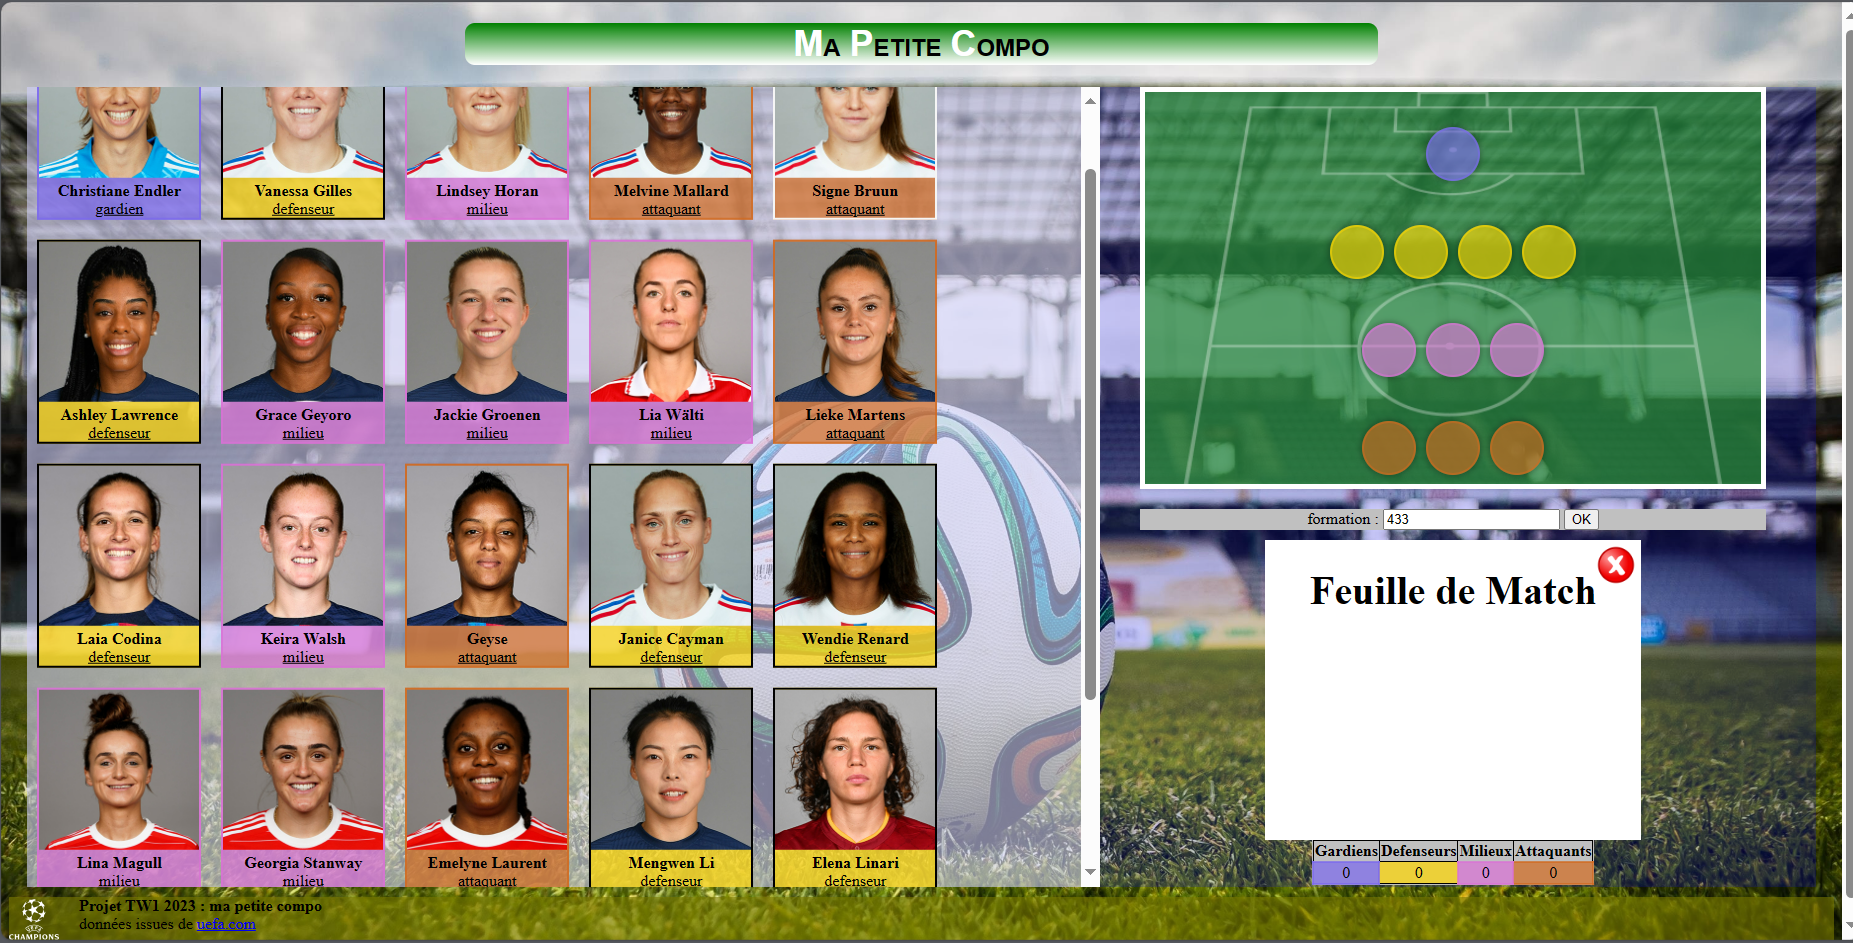 Ma Petite Compo
Christiane Endler
gardien
Vanessa Gilles
defenseur
Lindsey Horan
milieu
Melvine Mallard
attaquant
Signe Bruun
attaquant
Ashley Lawrence
defenseur
Grace Geyoro
milieu
Jackie Groenen
milieu
Lia Wälti
milieu
Lieke Martens
attaquant
Laia Codina
defenseur
Keira Walsh
milieu
Geyse
attaquant
Janice Cayman
defenseur
Wendie Renard
defenseur
Lina Magull
milieu
Georgia Stanway
milieu
Emelyne Laurent
attaquant
Mengwen Li
defenseur
Elena Linari
defenseur
formation : 433 OK
Feuille de Match
Gardiens Defenseurs Milieux Attaquants
0 0 0 0
UEFA
CHAMPIONS
Projet TW1 2023 : ma petite compo
données issues de uefa.com